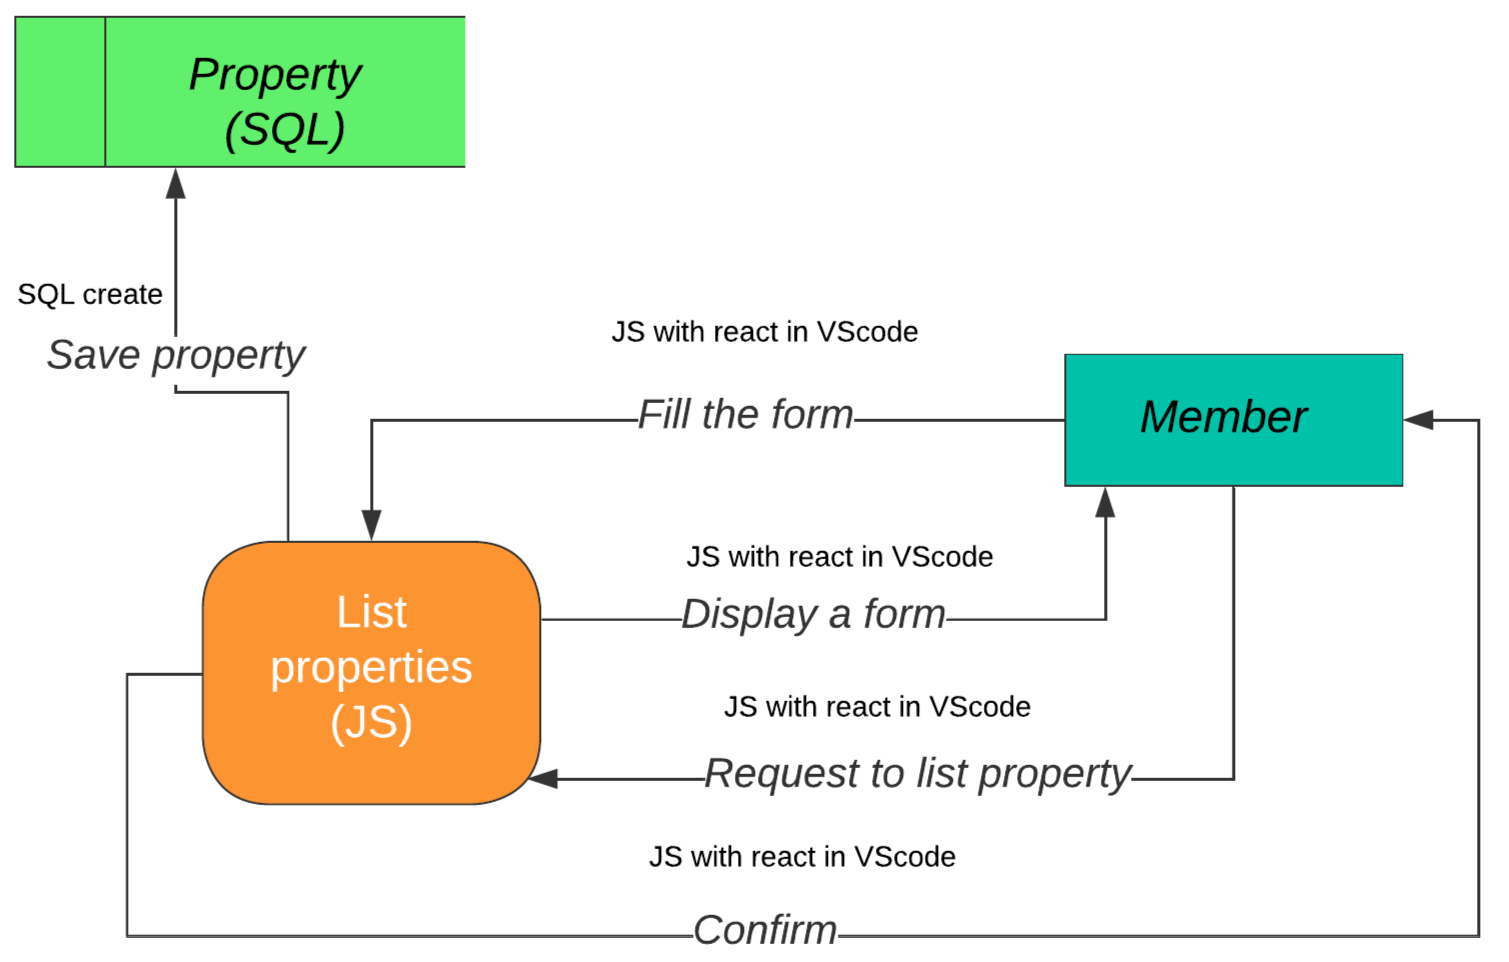 Property
(SQL)
SQL create
Save property
JS with react in VScode
Fill the form
Member
JS with react in VScode
Display a form
List
properties
(JS)
JS with react in VScode
Request to list property
JS with react in VScode
Confirm